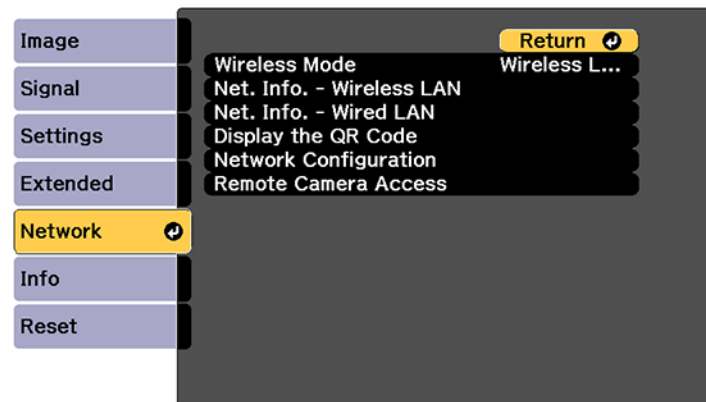 Image
Signal
Settings
Extended
Network
Info
Reset
Return
Wireless Mode Wireless L...
Net. Info. - Wireless LAN
Net. Info. - Wired LAN
Display the QR Code
Network Configuration
Remote Camera Access